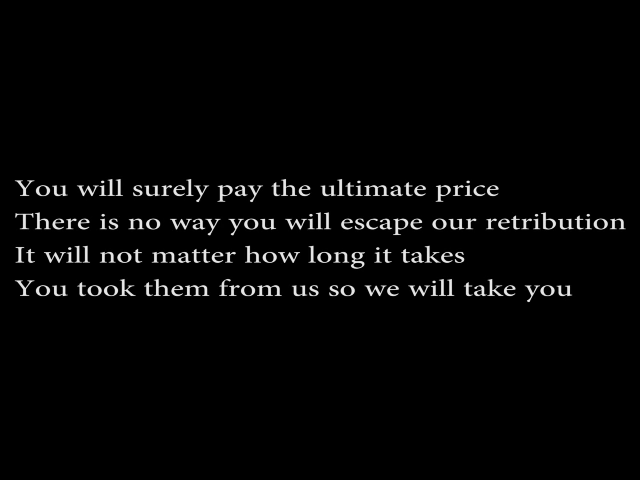 You will surely pay the ultimate price
There is no way you will escape our retribution
It will not matter how long it takes
You took them from us so we will take you